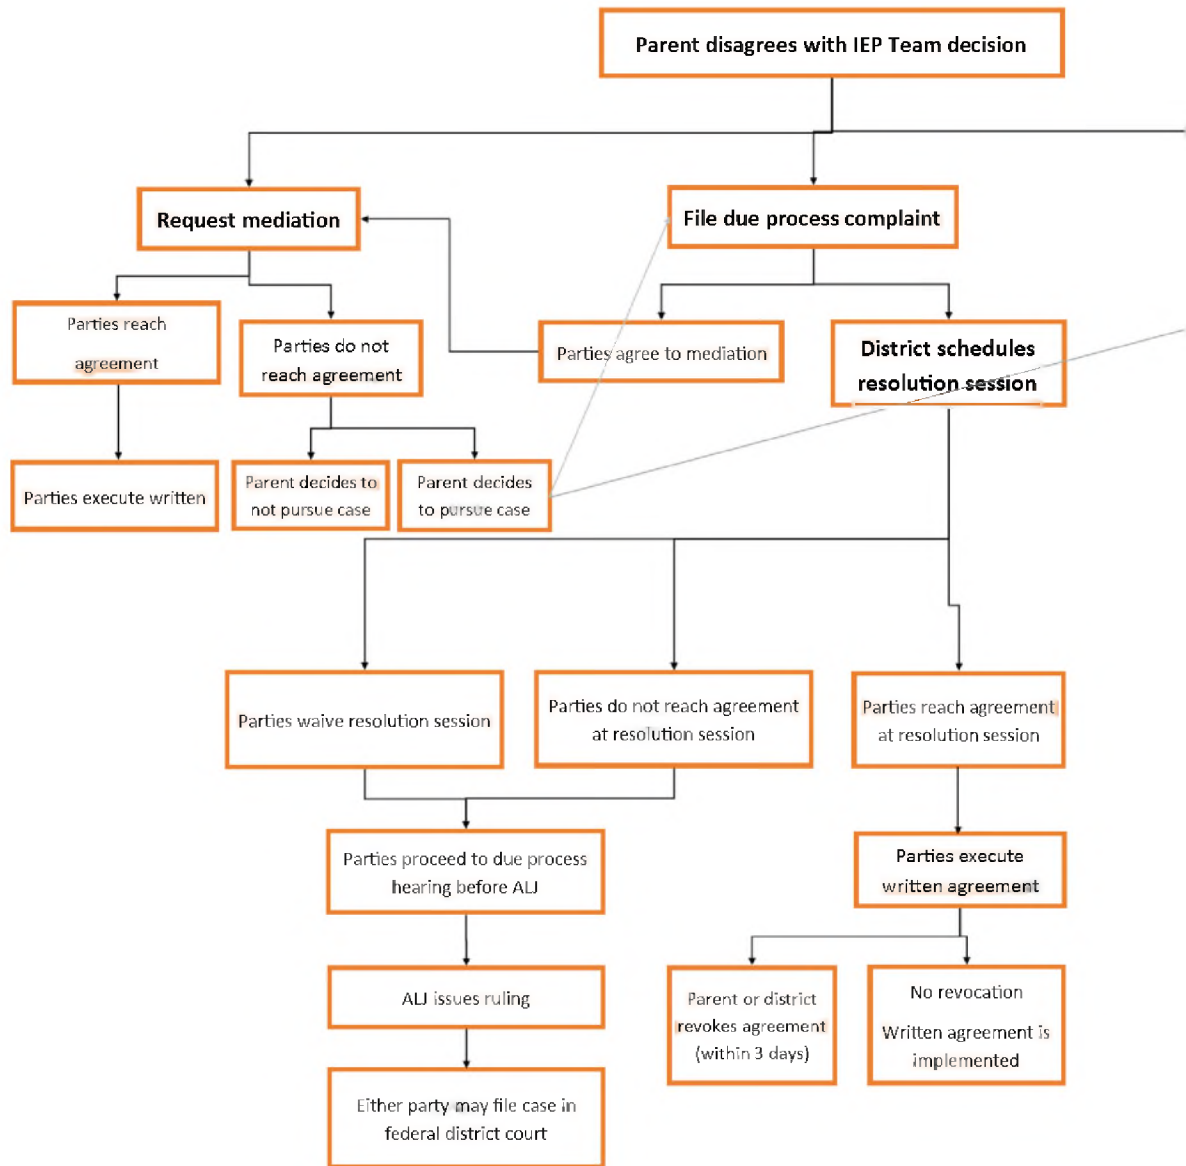 Parent disagrees with IEP Team decision
Request mediation
File due process complaint
Parties reach
agreement
Parties do not
reach agreement
Parties agree to mediation
District schedules
resolution session
Parties execute written
Parent decides to
not pursue case
Parent decides
to pursue case
Parties waive resolution session
Parties do not reach agreement
at resolution session
Parties reach agreement
at resolution session
Parties proceed to due process
hearing before ALJ
Parties execute
written agreement
ALJ issues ruling
Parent or district
revokes agreement
(within 3 days)
No revocation
Written agreement is
implemented
Either party may file case in
federal district court